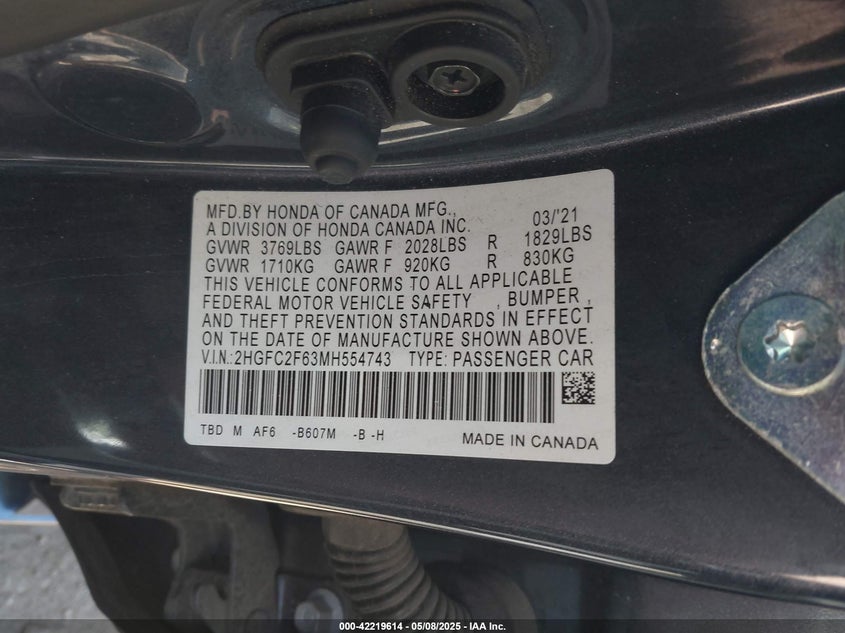 MFD.BY HONDA OF CANADA MFG., 03/'21
A DIVISION OF HONDA CANADA INC.
GVWR 3769LBS GAWR F 2028LBS R 1829LBS
GVWR 1710KG GAWR F 920KG R 830KG
THIS VEHICLE CONFORMS TO ALL APPLICABLE
FEDERAL MOTOR VEHICLE SAFETY , BUMPER ,
AND THEFT PREVENTION STANDARDS IN EFFECT
ON THE DATE OF MANUFACTURE SHOWN ABOVE.
V.I.N.:2HGFC2F63MH554743 TYPE: PASSENGER CAR
TBD M AF6 -B607M -B -H MADE IN CANADA
000-42219614 - 05/08/2025 - IAA Inc.